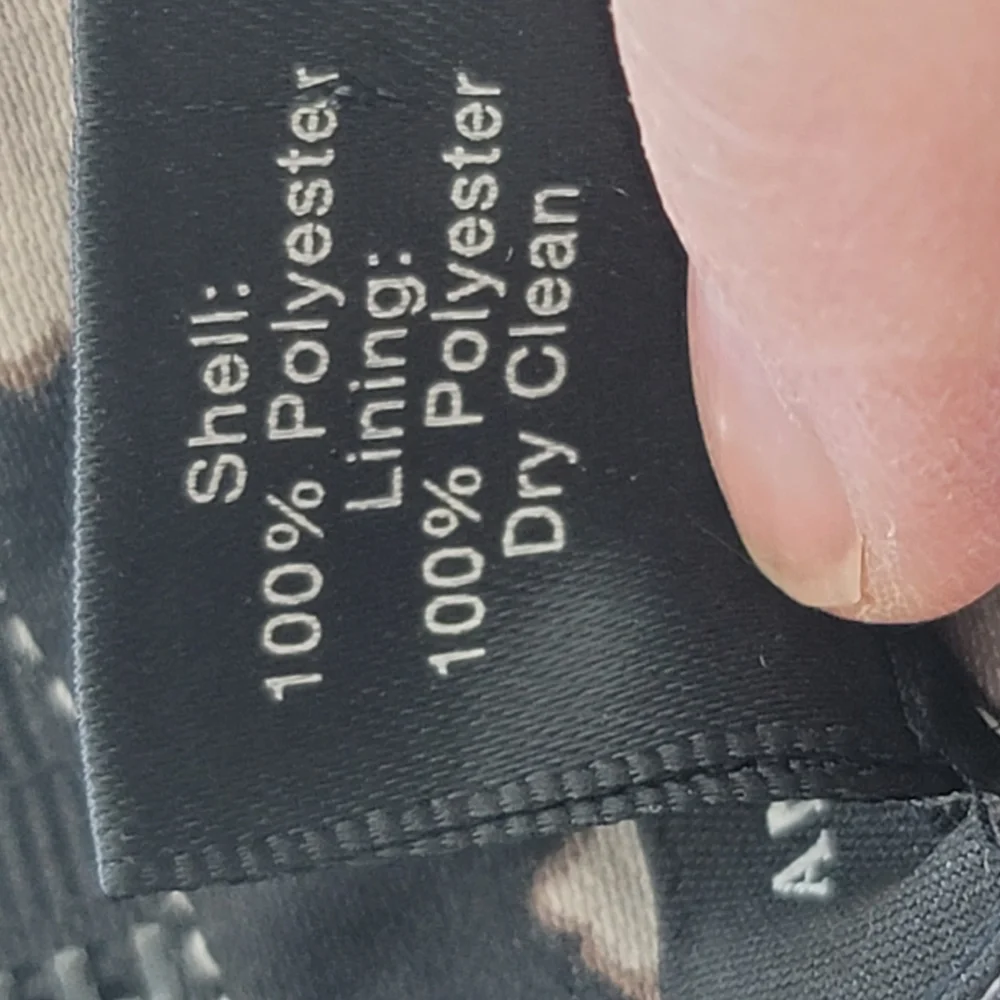 Shell:
100% Polyester
Lining:
100% Polyester
Dry Clean